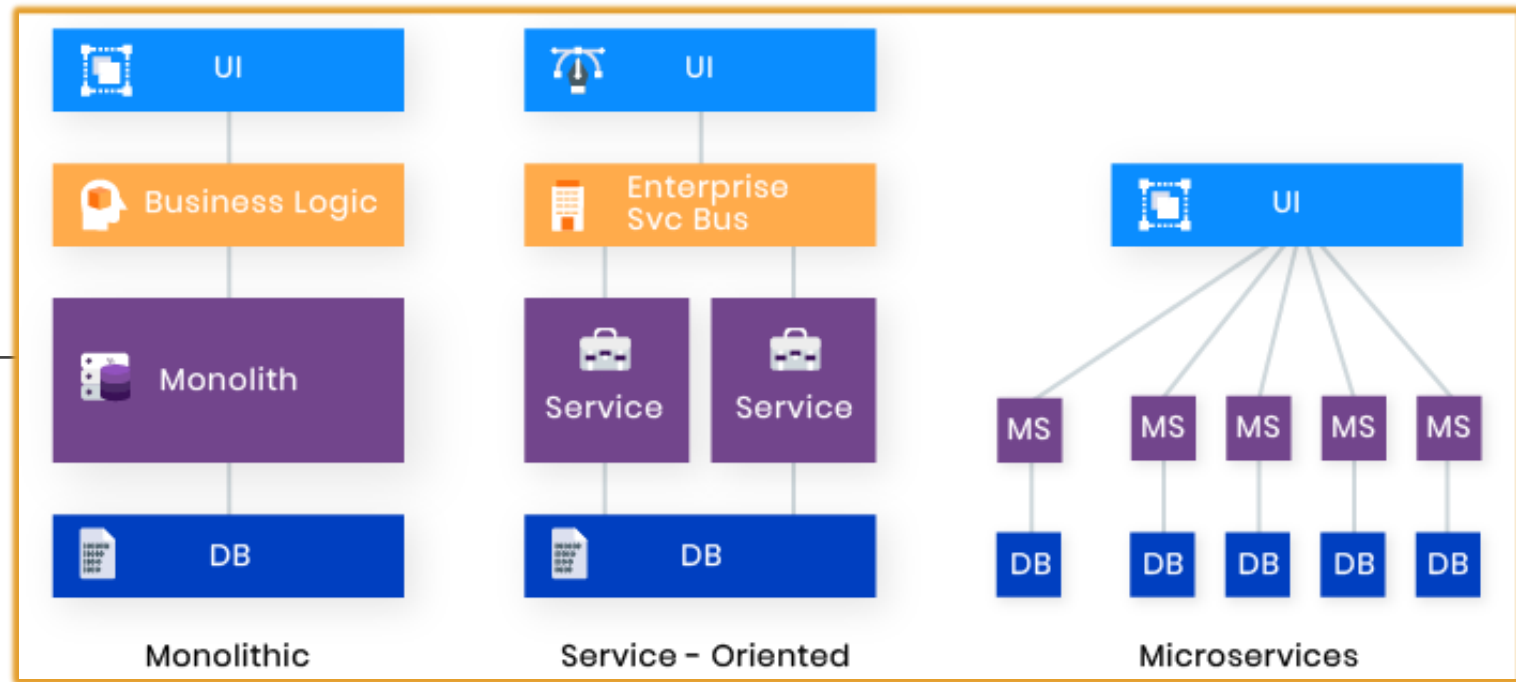 UI
Business Logic
Monolith
DB
Monolithic
UI
Enterprise
Svc Bus
Service
Service
DB
Service - Oriented
UI
MS
MS
MS
MS
MS
DB
DB
DB
DB
DB
Microservices